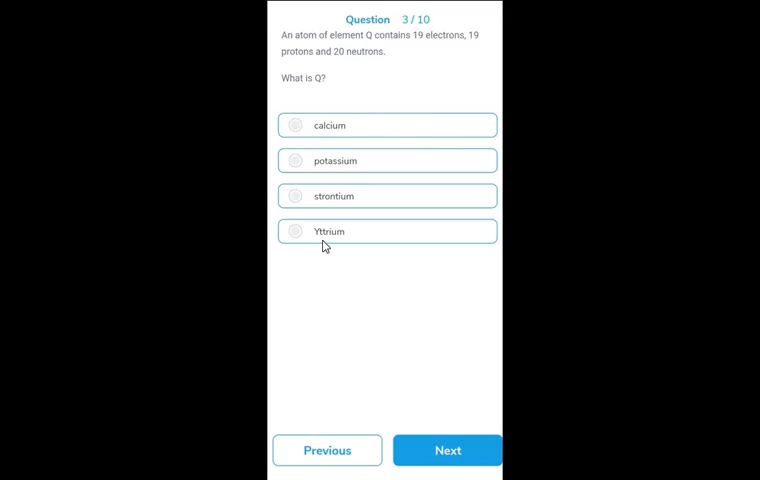 Question 3 / 10
An atom of element Q contains 19 electrons, 19
protons and 20 neutrons.
What is Q?
calcium
potassium
strontium
Yttrium
Previous Next